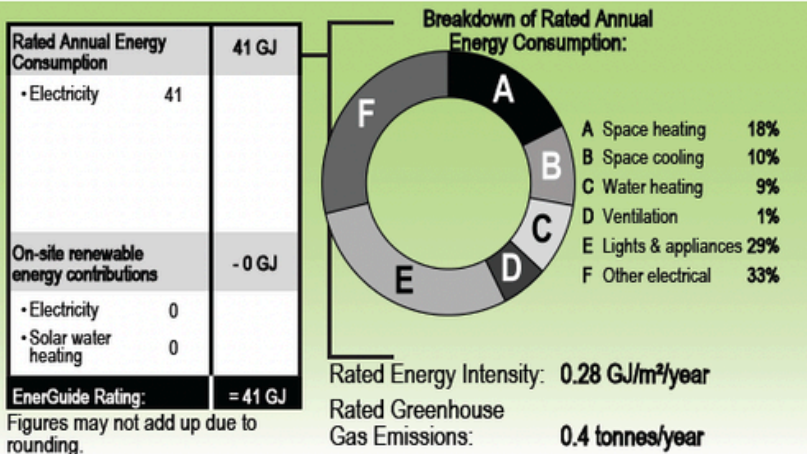 Rated Annual Energy
Consumption
41 GJ
• Electricity 41
On-site renewable
energy contributions
- 0 GJ
• Electricity 0
• Solar water
heating 0
EnerGuide Rating: = 41 GJ
Figures may not add up due to
rounding.
Breakdown of Rated Annual
Energy Consumption:
A
B
C
D
E
F
A Space heating 18%
B Space cooling 10%
C Water heating 9%
D Ventilation 1%
E Lights & appliances 29%
F Other electrical 33%
Rated Energy Intensity: 0.28 GJ/m²/year
Rated Greenhouse
Gas Emissions: 0.4 tonnes/year